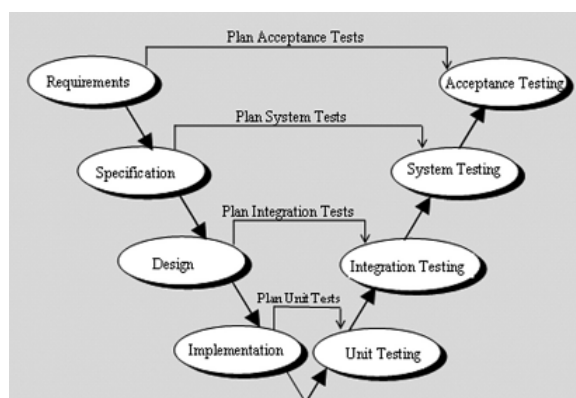 Plan Acceptance Tests
Requirements
Acceptance Testing
Plan System Tests
Specification
System Testing
Plan Integration Tests
Design
Integration Testing
Plan Unit Tests
Implementation
Unit Testing